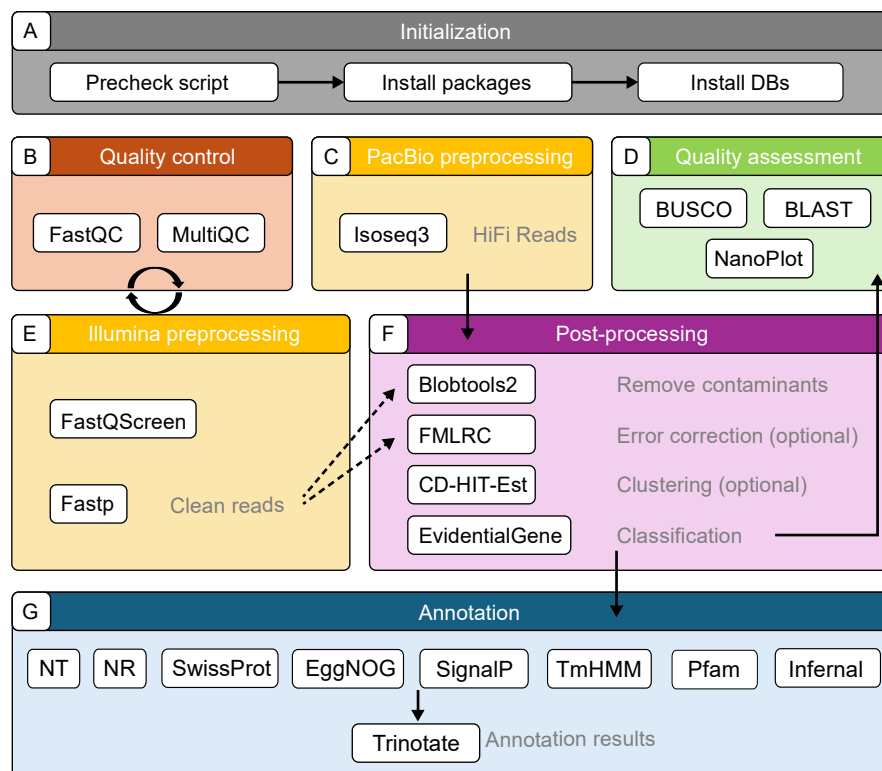 A Initialization
Precheck script Install packages Install DBs
B Quality control
FastQC MultiQC
C PacBio preprocessing
Isoseq3 HiFi Reads
D Quality assessment
BUSCO BLAST
NanoPlot
E Illumina preprocessing
FastQScreen
Fastp Clean reads
F Post-processing
Blobtools2 Remove contaminants
FMLRC Error correction (optional)
CD-HIT-Est Clustering (optional)
EvidentialGene Classification
G Annotation
NT NR SwissProt EggNOG SignalP TmHMM Pfam Infernal
Trinotate Annotation results